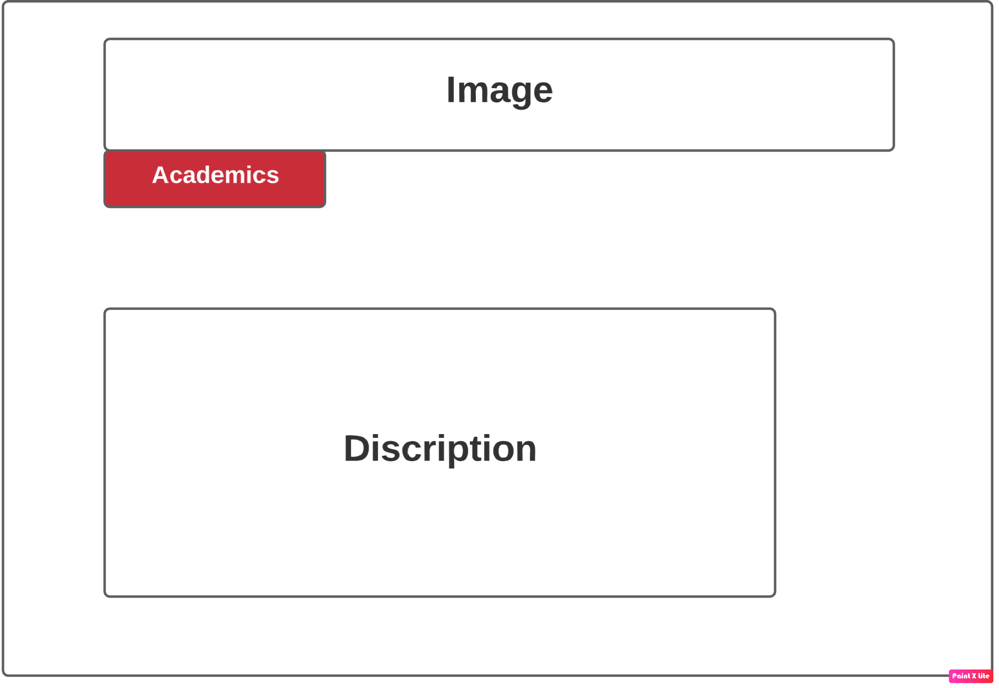 Image
Academics
Discription
Paint X Lite